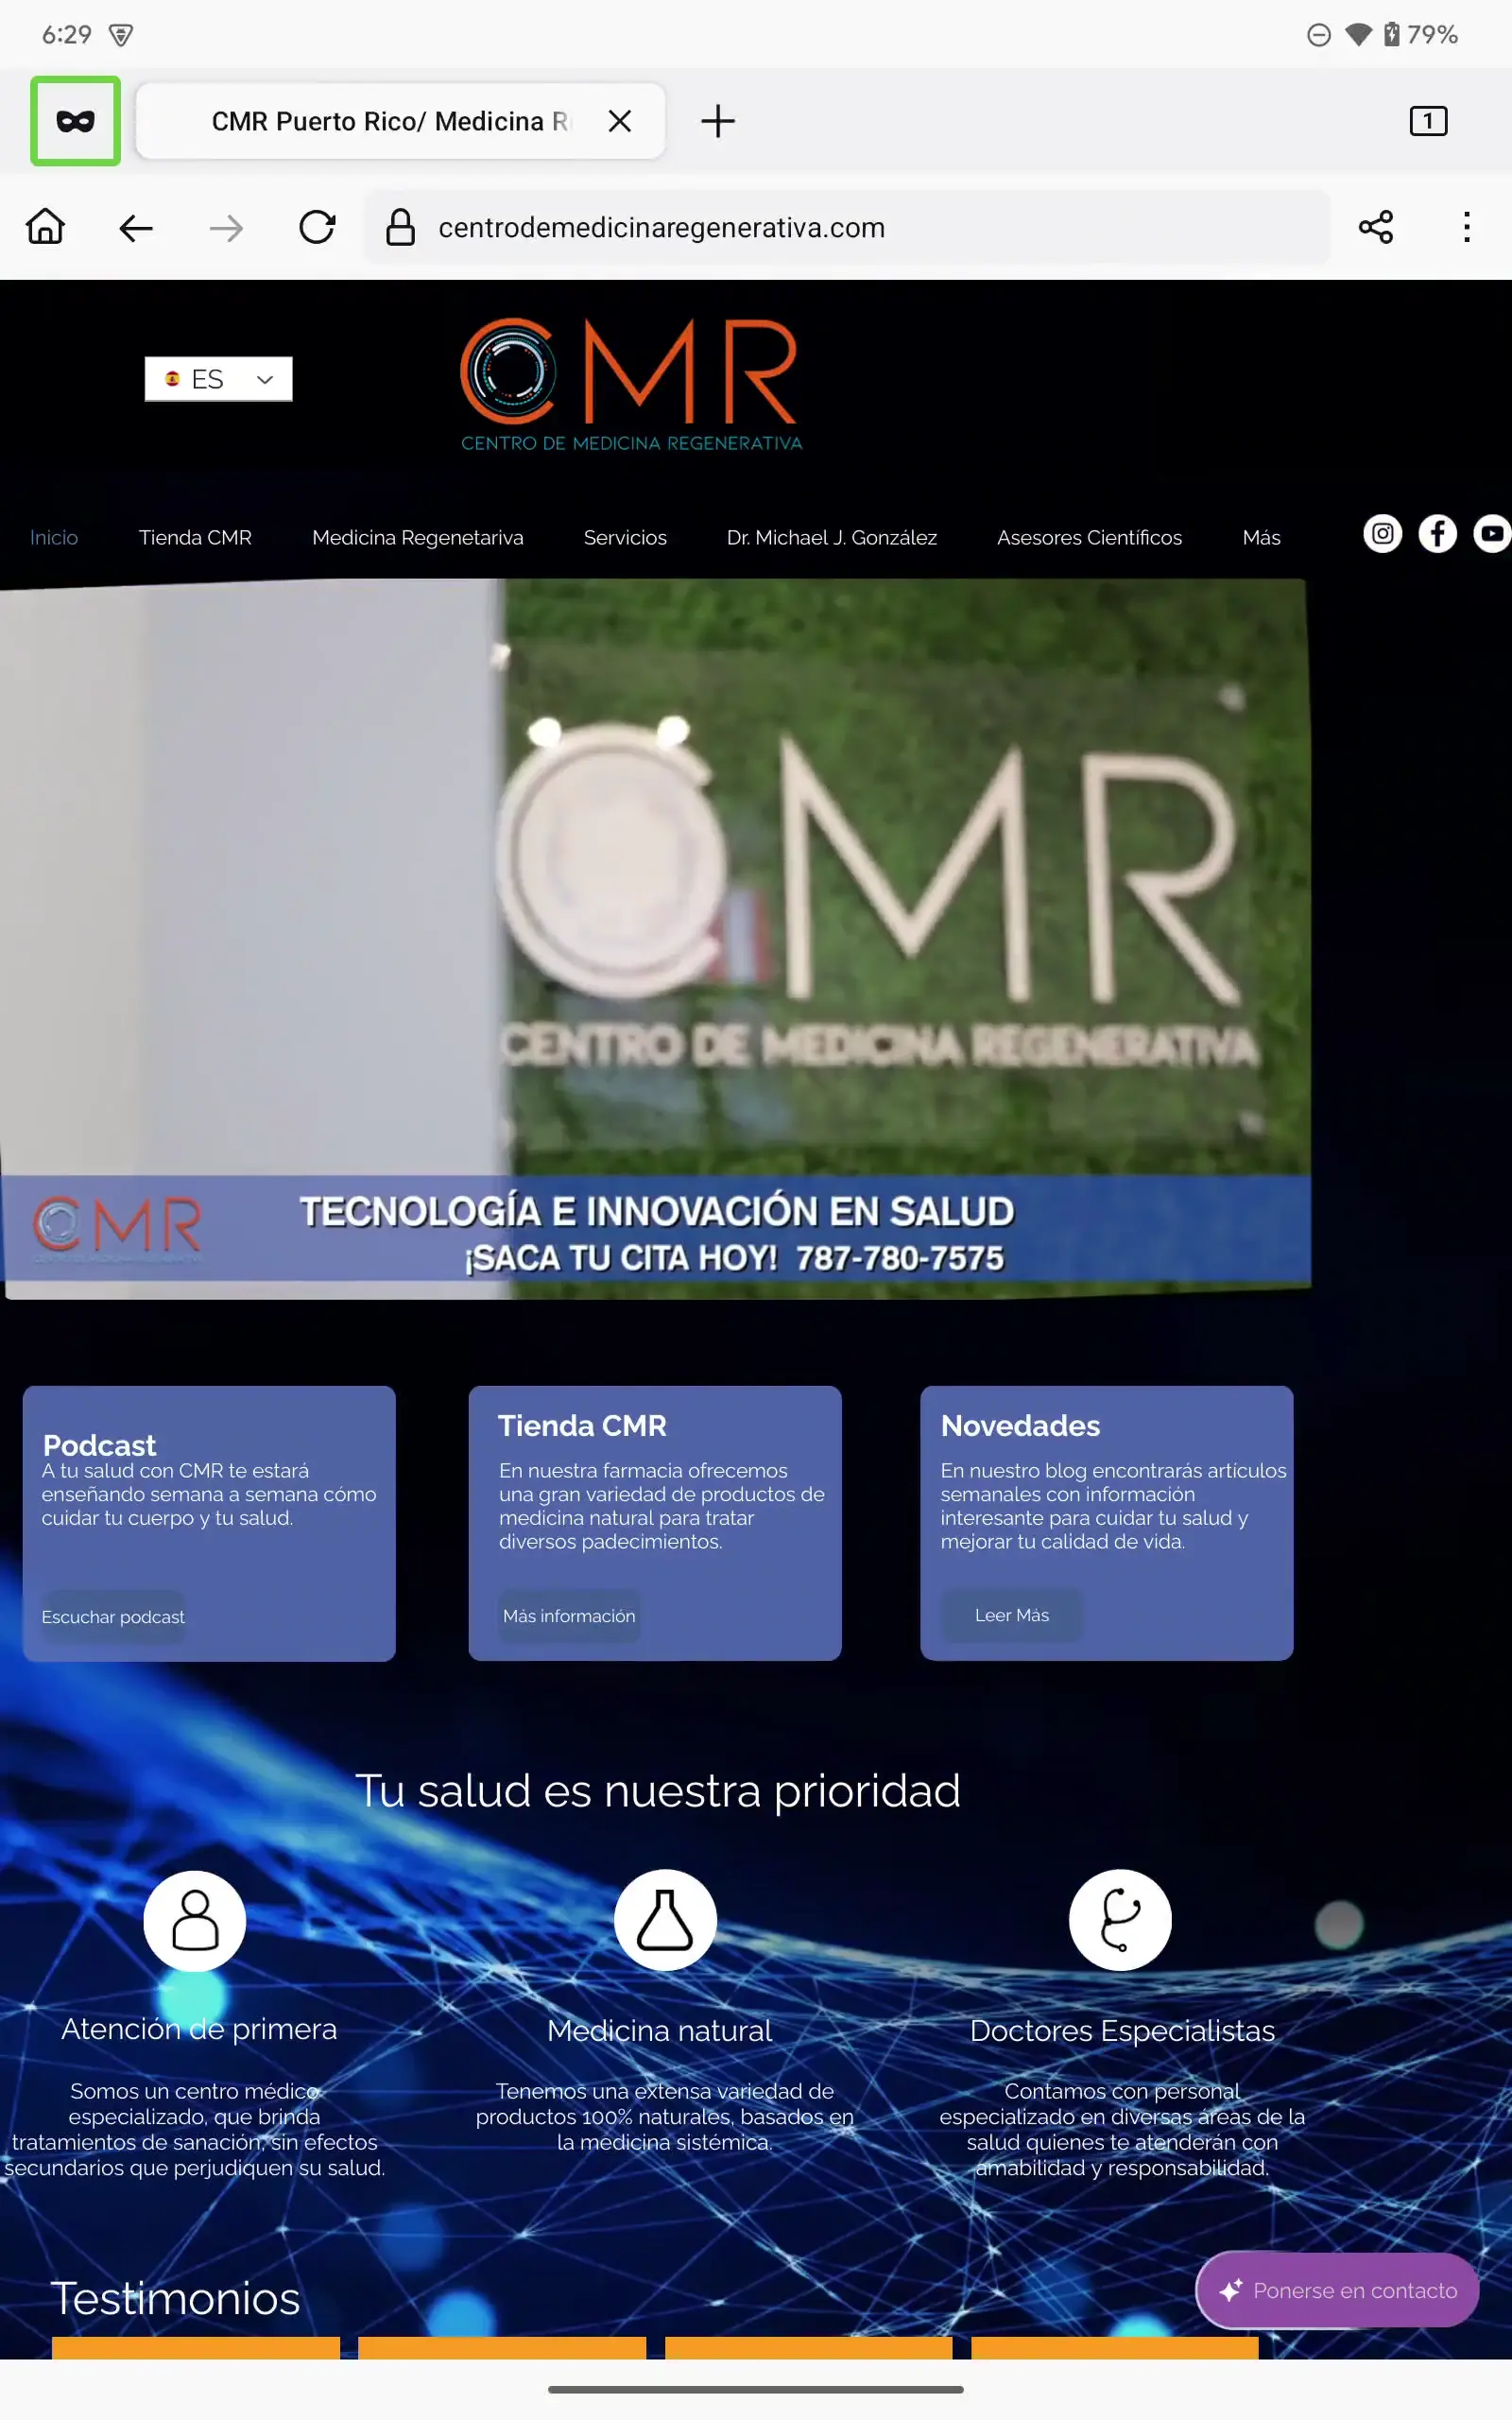 6:29
79%
CMR Puerto Rico/ Medicina R
1
centrodemedicinaregenerativa.com
ES
CMR
CENTRO DE MEDICINA REGENERATIVA
Inicio
Tienda CMR
Medicina Regenetariva
Servicios
Dr. Michael J. González
Asesores Científicos
Más
CMR
CENTRO DE MEDICINA REGENERATIVA
CMR
TECNOLOGÍA E INNOVACIÓN EN SALUD
¡SACA TU CITA HOY! 787-780-7575
Podcast
A tu salud con CMR te estará
enseñando semana a semana cómo
cuidar tu cuerpo y tu salud.
Escuchar podcast
Tienda CMR
En nuestra farmacia ofrecemos
una gran variedad de productos de
medicina natural para tratar
diversos padecimientos.
Más información
Novedades
En nuestro blog encontrarás artículos
semanales con información
interesante para cuidar tu salud y
mejorar tu calidad de vida.
Leer Más
Tu salud es nuestra prioridad
Atención de primera
Somos un centro médico
especializado, que brinda
tratamientos de sanación, sin efectos
secundarios que perjudiquen su salud.
Medicina natural
Tenemos una extensa variedad de
productos 100% naturales, basados en
la medicina sistémica.
Doctores Especialistas
Contamos con personal
especializado en diversas áreas de la
salud quienes te atenderán con
amabilidad y responsabilidad.
Testimonios
Ponerse en contacto